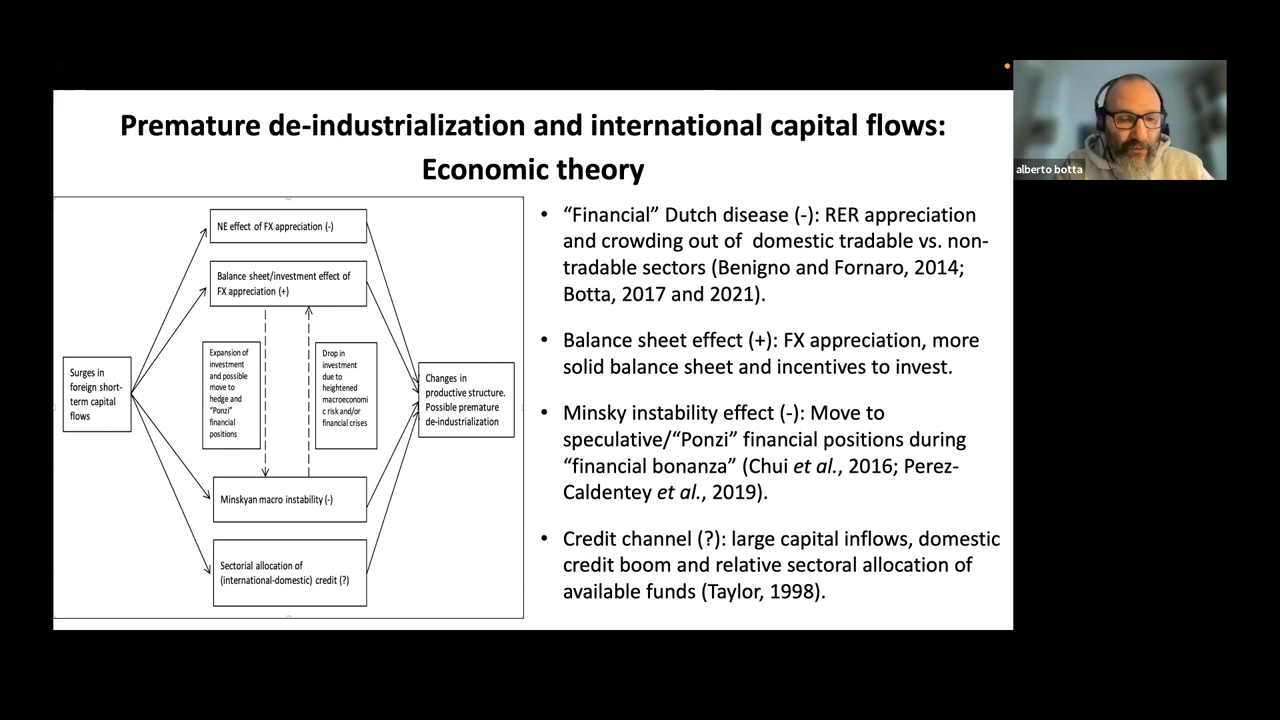 Premature de-industrialization and international capital flows:
Economic theory
NE effect of FX appreciation (-)
Balance sheet/investment effect of
FX appreciation (+)
Surges in
foreign short-
term capital
flows
Expansion of
investment
and possible
move to
hedge and
“Ponzi”
financial
positions
Drop in
investment
due to
heightened
macroeconomi
c risk and/or
financial crises
Changes in
productive structure.
Possible premature
de-industrialization
Minskyan macro instability (-)
Sectorial allocation of
(international-domestic) credit (?)
• “Financial” Dutch disease (-): RER appreciation
and crowding out of domestic tradable vs. non-
tradable sectors (Benigno and Fornaro, 2014;
Botta, 2017 and 2021).
• Balance sheet effect (+): FX appreciation, more
solid balance sheet and incentives to invest.
• Minsky instability effect (-): Move to
speculative/“Ponzi” financial positions during
“financial bonanza” (Chui et al., 2016; Perez-
Caldentey et al., 2019).
• Credit channel (?): large capital inflows, domestic
credit boom and relative sectoral allocation of
available funds (Taylor, 1998).
alberto botta